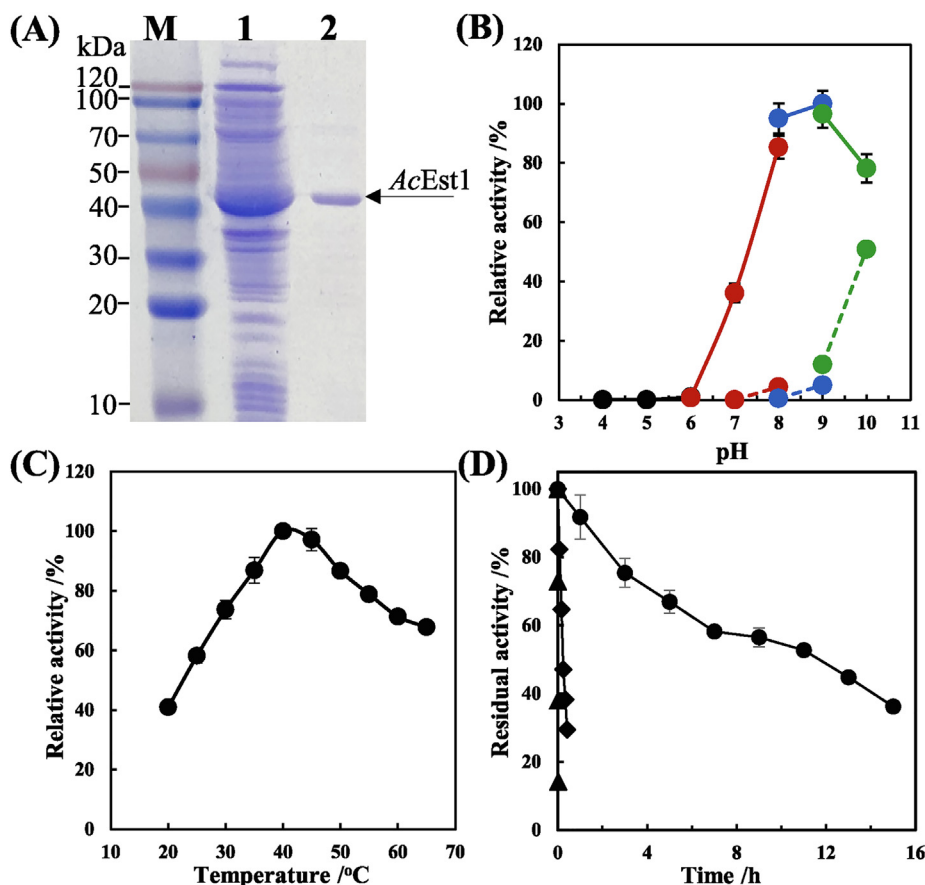 (A) M 1 2
kDa
120
100
70
50
40
30
20
10
AcEst1
(B)
Relative activity /%
120
100
80
60
40
20
0
3 4 5 6 7 8 9 10 11
pH
(C)
Relative activity /%
120
100
80
60
40
20
0
10 20 30 40 50 60 70
Temperature /°C
(D)
Residual activity /%
100
80
60
40
20
0
0 4 8 12 16
Time /h